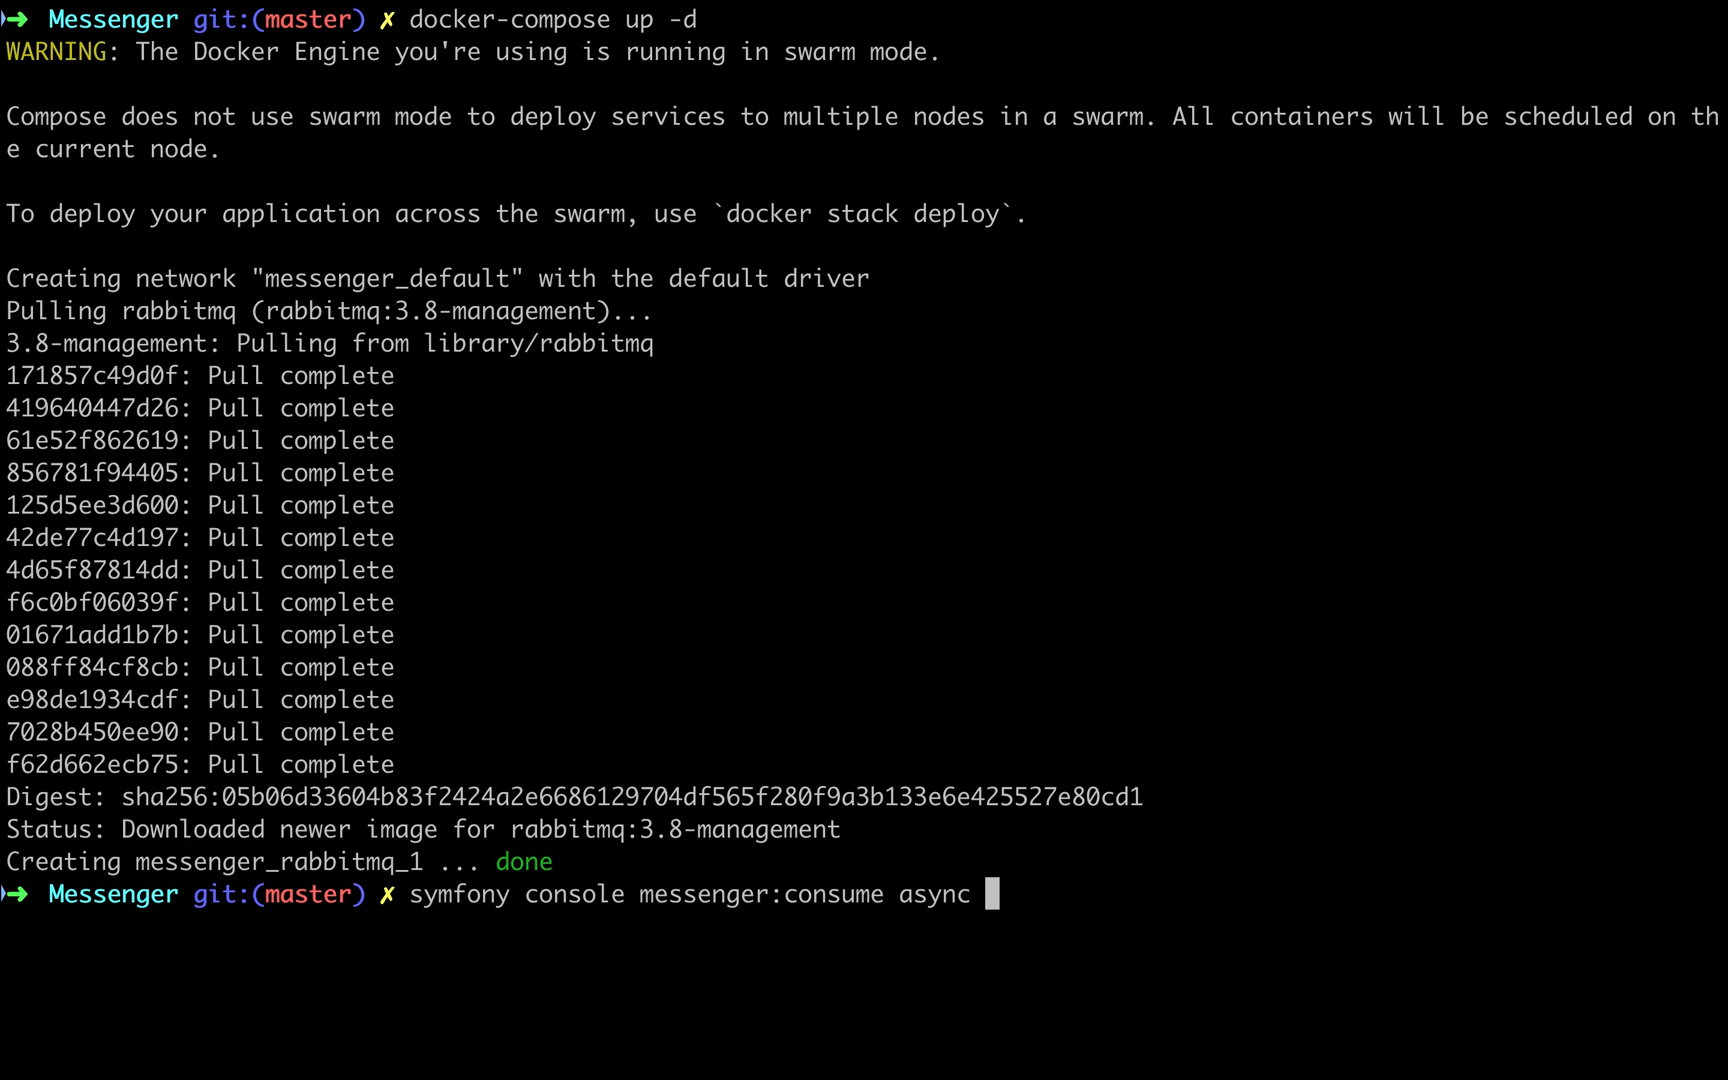 ➜ Messenger git:(master) ✗ docker-compose up -d
WARNING: The Docker Engine you're using is running in swarm mode.
Compose does not use swarm mode to deploy services to multiple nodes in a swarm. All containers will be scheduled on th
e current node.
To deploy your application across the swarm, use `docker stack deploy`.
Creating network "messenger_default" with the default driver
Pulling rabbitmq (rabbitmq:3.8-management)...
3.8-management: Pulling from library/rabbitmq
171857c49d0f: Pull complete
419640447d26: Pull complete
61e52f862619: Pull complete
856781f94405: Pull complete
125d5ee3d600: Pull complete
42de77c4d197: Pull complete
4d65f87814dd: Pull complete
f6c0bf06039f: Pull complete
01671add1b7b: Pull complete
088ff84cf8cb: Pull complete
e98de1934cdf: Pull complete
7028b450ee90: Pull complete
f62d662ecb75: Pull complete
Digest: sha256:05b06d33604b83f2424a2e6686129704df565f280f9a3b133e6e425527e80cd1
Status: Downloaded newer image for rabbitmq:3.8-management
Creating messenger_rabbitmq_1 ... done
➜ Messenger git:(master) ✗ symfony console messenger:consume async